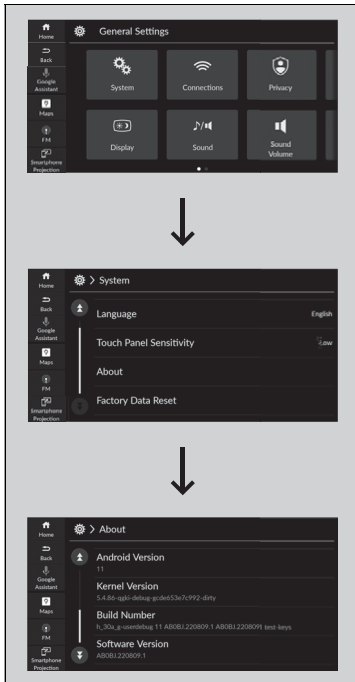 Home
General Settings
Back
Google
Assistant
Maps
FM
Smartphone
Projection
System
Connections
Privacy
Display
Sound
Sound
Volume
Home
> System
Back
Google
Assistant
Maps
FM
Smartphone
Projection
Language English
Touch Panel Sensitivity Low
About
Factory Data Reset
Home
> About
Back
Google
Assistant
Maps
FM
Smartphone
Projection
Android Version
11
Kernel Version
5.4.86-qgki-debug-gcde653e7c992-dirty
Build Number
h_30a_g-userdebug 11 AB0BJ.220809.1 AB0BJ220809t test-keys
Software Version
AB0BJ.220809.1